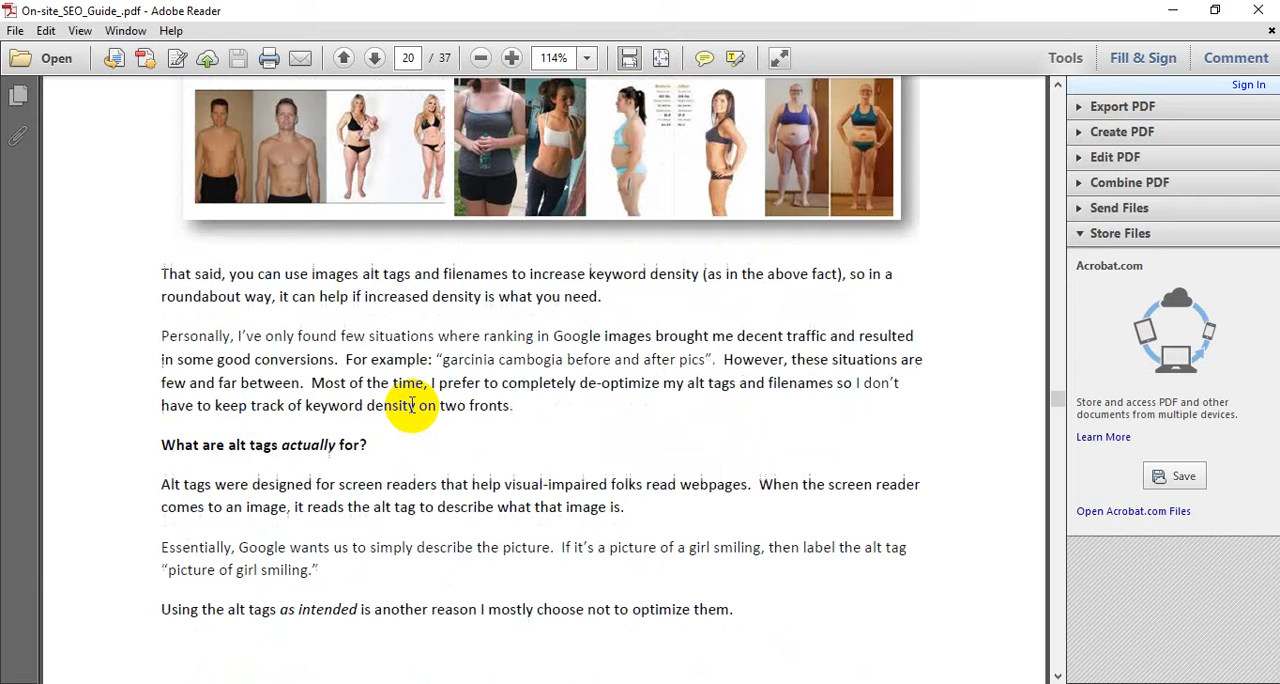 On-site_SEO_Guide_.pdf - Adobe Reader
File Edit View Window Help
Open 20 / 37 114% Tools Fill & Sign Comment
Sign In
Export PDF
Create PDF
Edit PDF
Combine PDF
Send Files
Store Files
Acrobat.com
Store and access PDF and other
documents from multiple devices.
Learn More
Save
Open Acrobat.com Files
That said, you can use images alt tags and filenames to increase keyword density (as in the above fact), so in a
roundabout way, it can help if increased density is what you need.
Personally, I've only found few situations where ranking in Google images brought me decent traffic and resulted
in some good conversions. For example: "garcinia cambogia before and after pics". However, these situations are
few and far between. Most of the time, I prefer to completely de-optimize my alt tags and filenames so I don't
have to keep track of keyword density on two fronts.
What are alt tags actually for?
Alt tags were designed for screen readers that help visual-impaired folks read webpages. When the screen reader
comes to an image, it reads the alt tag to describe what that image is.
Essentially, Google wants us to simply describe the picture. If it's a picture of a girl smiling, then label the alt tag
"picture of girl smiling."
Using the alt tags as intended is another reason I mostly choose not to optimize them.